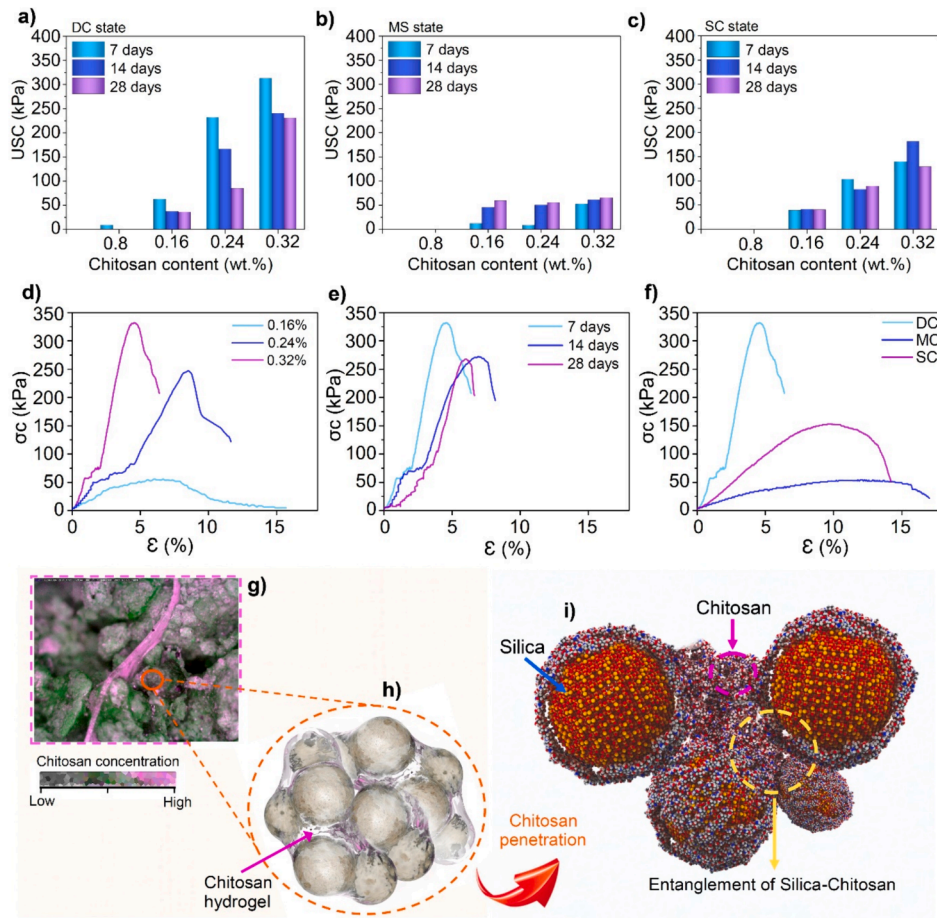 a)
DC state
7 days
14 days
28 days
USC (kPa)
400
350
300
250
200
150
100
50
0
0.8
0.16
0.24
0.32
Chitosan content (wt.%)
b)
MS state
7 days
14 days
28 days
USC (kPa)
400
350
300
250
200
150
100
50
0
0.8
0.16
0.24
0.32
Chitosan content (wt.%)
c)
SC state
7 days
14 days
28 days
USC (kPa)
400
350
300
250
200
150
100
50
0
0.8
0.16
0.24
0.32
Chitosan content (wt.%)
d)
0.16%
0.24%
0.32%
σc (kPa)
350
300
250
200
150
100
50
0
0
5
10
15
Ɛ (%)
e)
7 days
14 days
28 days
σc (kPa)
350
300
250
200
150
100
50
0
0
5
10
15
Ɛ (%)
f)
DC
MC
SC
σc (kPa)
350
300
250
200
150
100
50
0
0
5
10
15
Ɛ (%)
g)
Chitosan concentration
Low
High
h)
Chitosan
hydrogel
Chitosan
penetration
i)
Chitosan
Silica
Entanglement of Silica-Chitosan